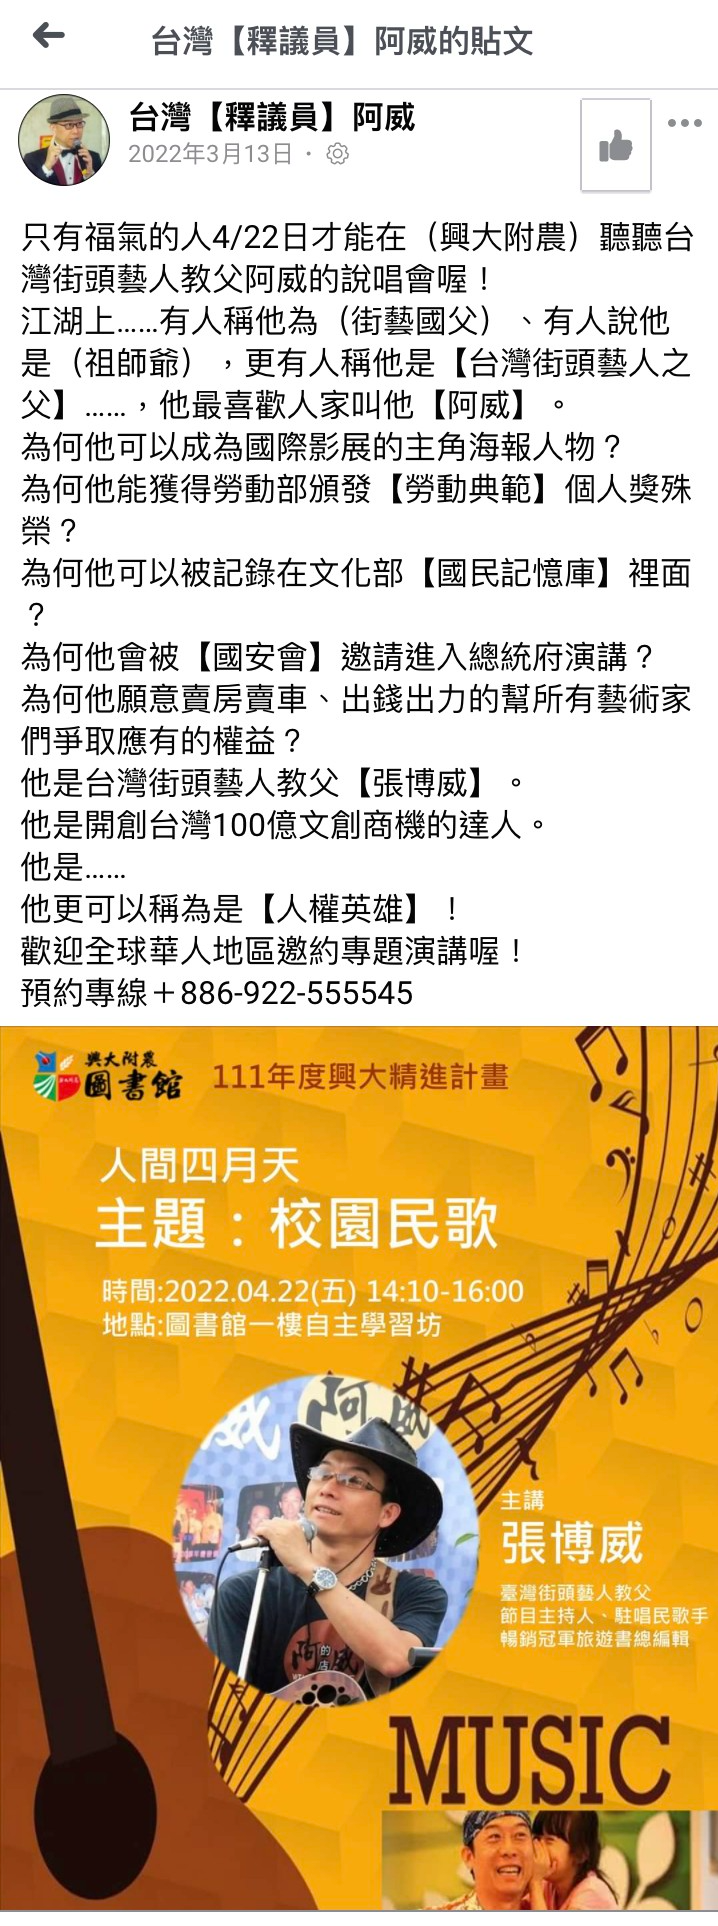 台灣【釋議員】阿威的貼文
台灣【釋議員】阿威
2022年3月13日 ·
只有福氣的人4/22日才能在（興大附農）聽聽台
灣街頭藝人教父阿威的說唱會喔！
江湖上……有人稱他為（街藝國父）、有人說他
是（祖師爺），更有人稱他是【台灣街頭藝人之
父】……，他最喜歡人家叫他【阿威】。
為何他可以成為國際影展的主角海報人物？
為何他能獲得勞動部頒發【勞動典範】個人獎殊
榮？
為何他可以被記錄在文化部【國民記憶庫】裡面
？
為何他會被【國安會】邀請進入總統府演講？
為何他願意賣房賣車、出錢出力的幫所有藝術家
們爭取應有的權益？
他是台灣街頭藝人教父【張博威】。
他是開創台灣100億文創商機的達人。
他是……
他更可以稱為是【人權英雄】！
歡迎全球華人地區邀約專題演講喔！
預約專線＋886-922-555545
興大附農
圖書館
111年度興大精進計畫
人間四月天
主題：校園民歌
時間:2022.04.22(五) 14:10-16:00
地點:圖書館一樓自主學習坊
威 阿威
阿威
的店
主講
張博威
臺灣街頭藝人教父
節目主持人、駐唱民歌手
暢銷冠軍旅遊書總編輯
MUSIC